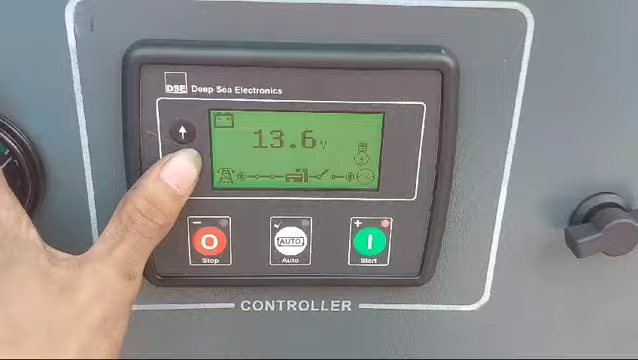 DSE Deep Sea Electronics
13.6 V
Stop
AUTO
Auto
Start
CONTROLLER